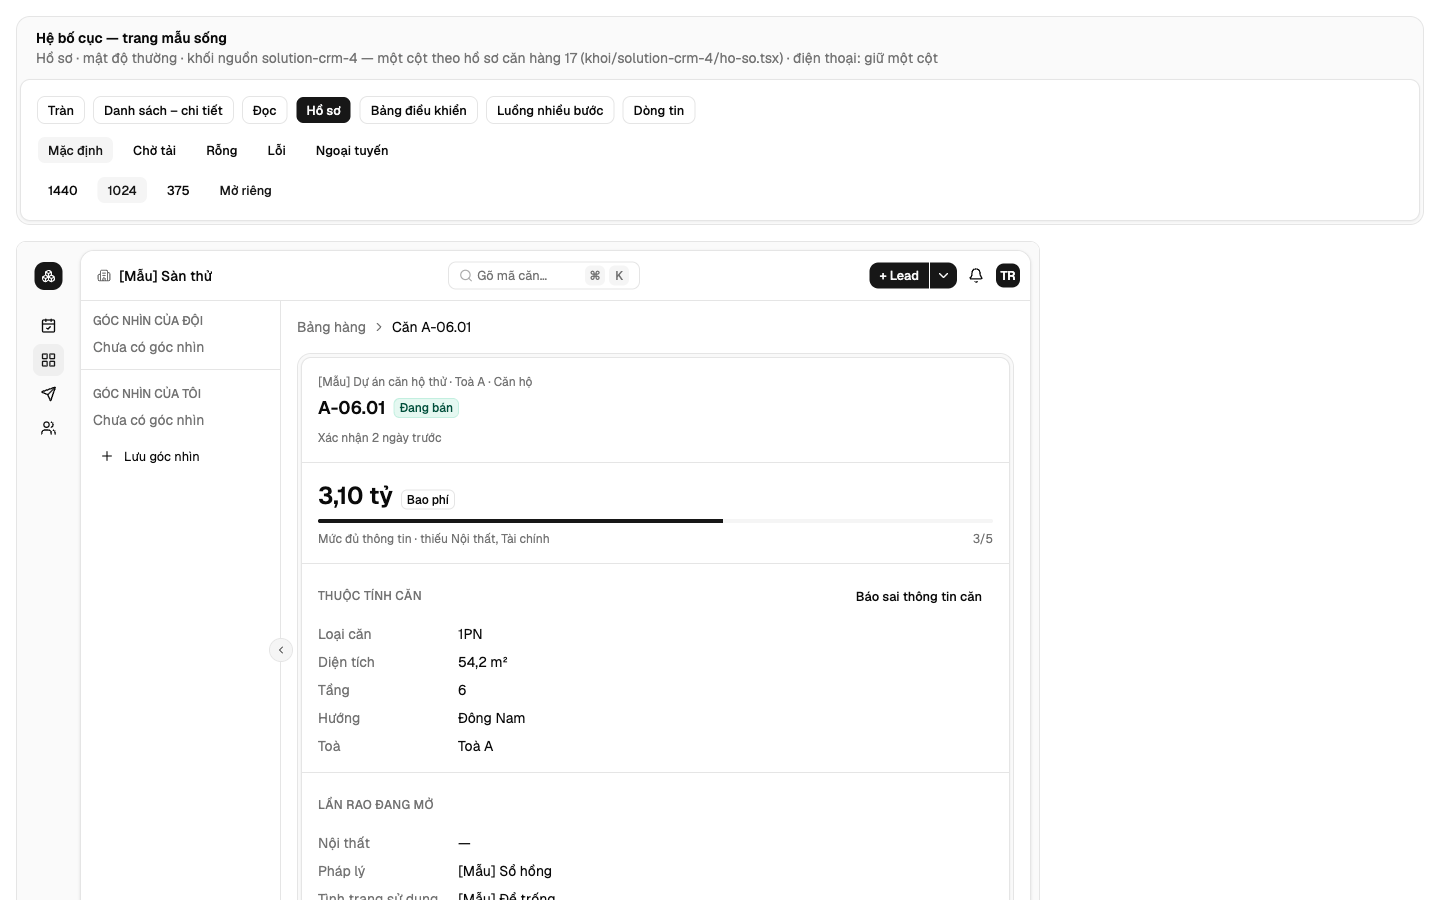 Hệ bố cục — trang mẫu sống
Hồ sơ · mật độ thường · khối nguồn solution-crm-4 — một cột theo hồ sơ căn hàng 17 (khoi/solution-crm-4/ho-so.tsx) · điện thoại: giữ một cột
Tràn Danh sách – chi tiết Đọc Hồ sơ Bảng điều khiển Luồng nhiều bước Dòng tin
Mặc định Chờ tải Rỗng Lỗi Ngoại tuyến
1440 1024 375 Mở riêng
[Mẫu] Sàn thử Gõ mã căn... ⌘ K + Lead TR
GÓC NHÌN CỦA ĐỘI
Chưa có góc nhìn
GÓC NHÌN CỦA TÔI
Chưa có góc nhìn
Lưu góc nhìn
Bảng hàng > Căn A-06.01
[Mẫu] Dự án căn hộ thử · Toà A · Căn hộ
A-06.01 Đang bán
Xác nhận 2 ngày trước
3,10 tỷ Bao phí
Mức đủ thông tin · thiếu Nội thất, Tài chính 3/5
THUỘC TÍNH CĂN Báo sai thông tin căn
Loại căn 1PN
Diện tích 54,2 m²
Tầng 6
Hướng Đông Nam
Toà Toà A
LẦN RAO ĐANG MỞ
Nội thất —
Pháp lý [Mẫu] Sổ hồng
Tình trạng sử dụng [Mẫu] Để trống